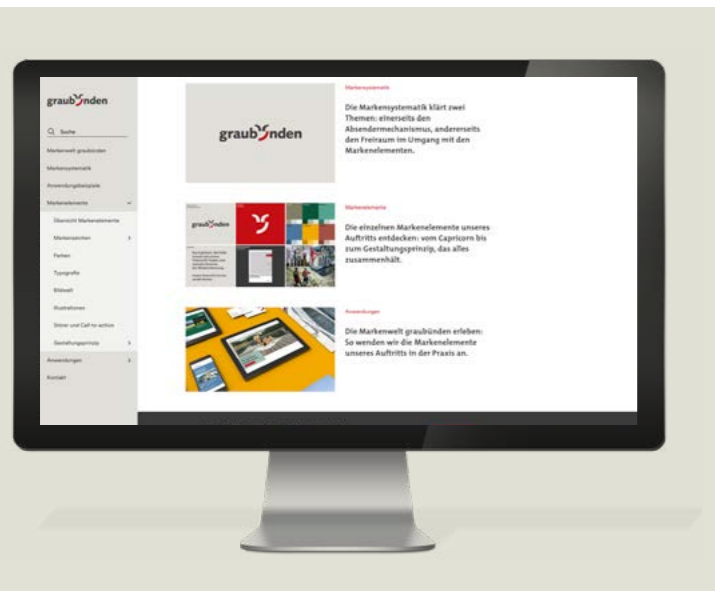 graubünden
Suche
Markenwelt graubünden
Markensystematik
Anwendungsbeispiele
Markenelemente
Übersicht Markenelemente
Markenzeichen
Farben
Typografie
Bildwelt
Illustrationen
Störer und Call-to-action
Gestaltungsprinzip
Anwendungen
Kontakt
graubünden
Markensystematik
Die Markensystematik klärt zwei
Themen: einerseits den
Absendermechanismus, andererseits
den Freiraum im Umgang mit den
Markenelementen.
graubünden
Markenelemente
Die einzelnen Markenelemente unseres
Auftritts entdecken: vom Capricorn bis
zum Gestaltungsprinzip, das alles
zusammenhält.
Anwendungen
Die Markenwelt graubünden erleben:
So wenden wir die Markenelemente
unseres Auftritts in der Praxis an.